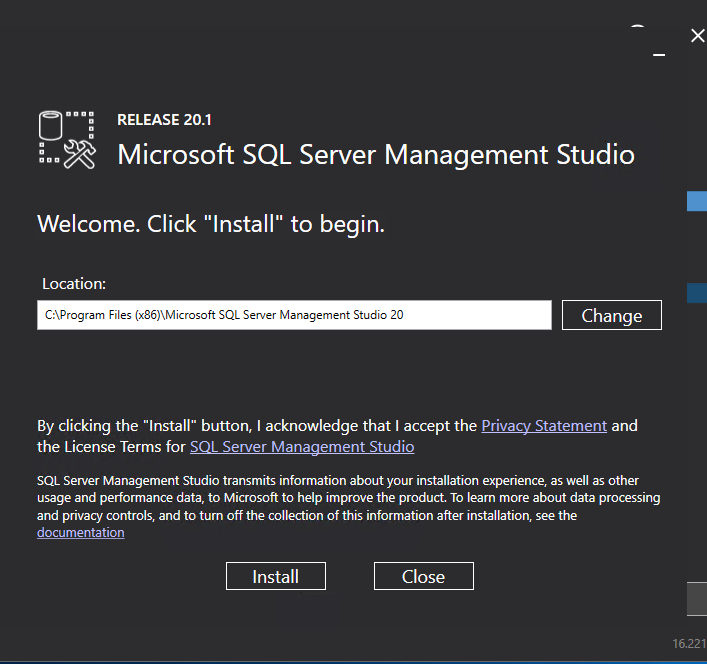 RELEASE 20.1
Microsoft SQL Server Management Studio
Welcome. Click "Install" to begin.
Location:
C:\Program Files (x86)\Microsoft SQL Server Management Studio 20
Change
By clicking the "Install" button, I acknowledge that I accept the Privacy Statement and
the License Terms for SQL Server Management Studio
SQL Server Management Studio transmits information about your installation experience, as well as other
usage and performance data, to Microsoft to help improve the product. To learn more about data processing
and privacy controls, and to turn off the collection of this information after installation, see the
documentation
Install
Close
16.221